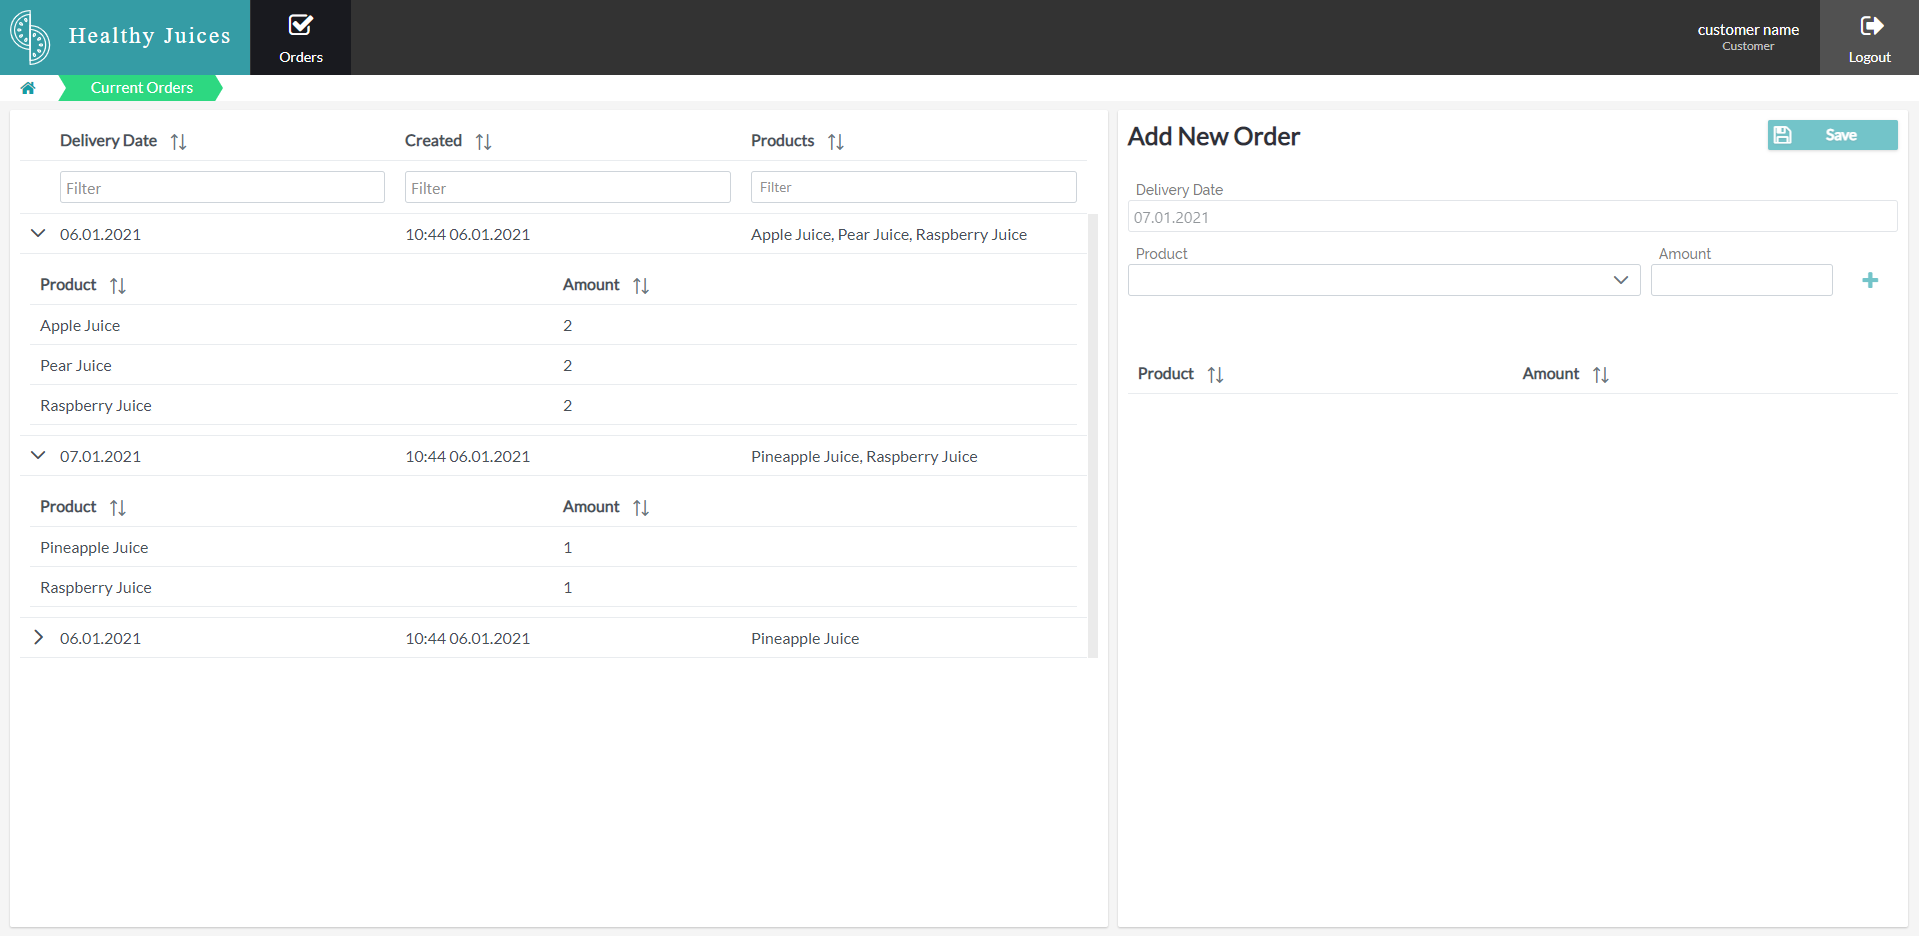 Healthy Juices
Orders
customer name
Customer
Logout
Current Orders
Delivery Date Created Products
Filter Filter Filter
06.01.2021 10:44 06.01.2021 Apple Juice, Pear Juice, Raspberry Juice
Product Amount
Apple Juice 2
Pear Juice 2
Raspberry Juice 2
07.01.2021 10:44 06.01.2021 Pineapple Juice, Raspberry Juice
Product Amount
Pineapple Juice 1
Raspberry Juice 1
06.01.2021 10:44 06.01.2021 Pineapple Juice
Add New Order
Save
Delivery Date
07.01.2021
Product Amount
Product Amount